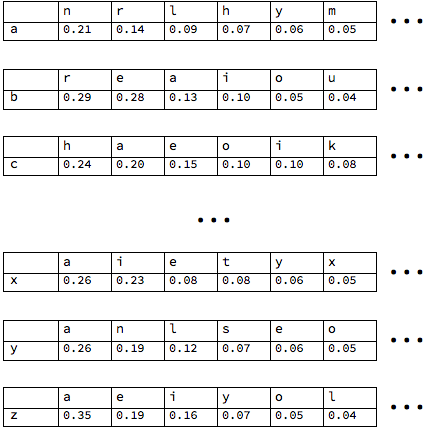 n r l h y m
a 0.21 0.14 0.09 0.07 0.06 0.05 ...
r e a i o u
b 0.29 0.28 0.13 0.10 0.05 0.04 ...
h a e o i k
c 0.24 0.20 0.15 0.10 0.10 0.08 ...
...
a i e t y x
x 0.26 0.23 0.08 0.08 0.06 0.05 ...
a n l s e o
y 0.26 0.19 0.12 0.07 0.06 0.05 ...
a e i y o l
z 0.35 0.19 0.16 0.07 0.05 0.04 ...